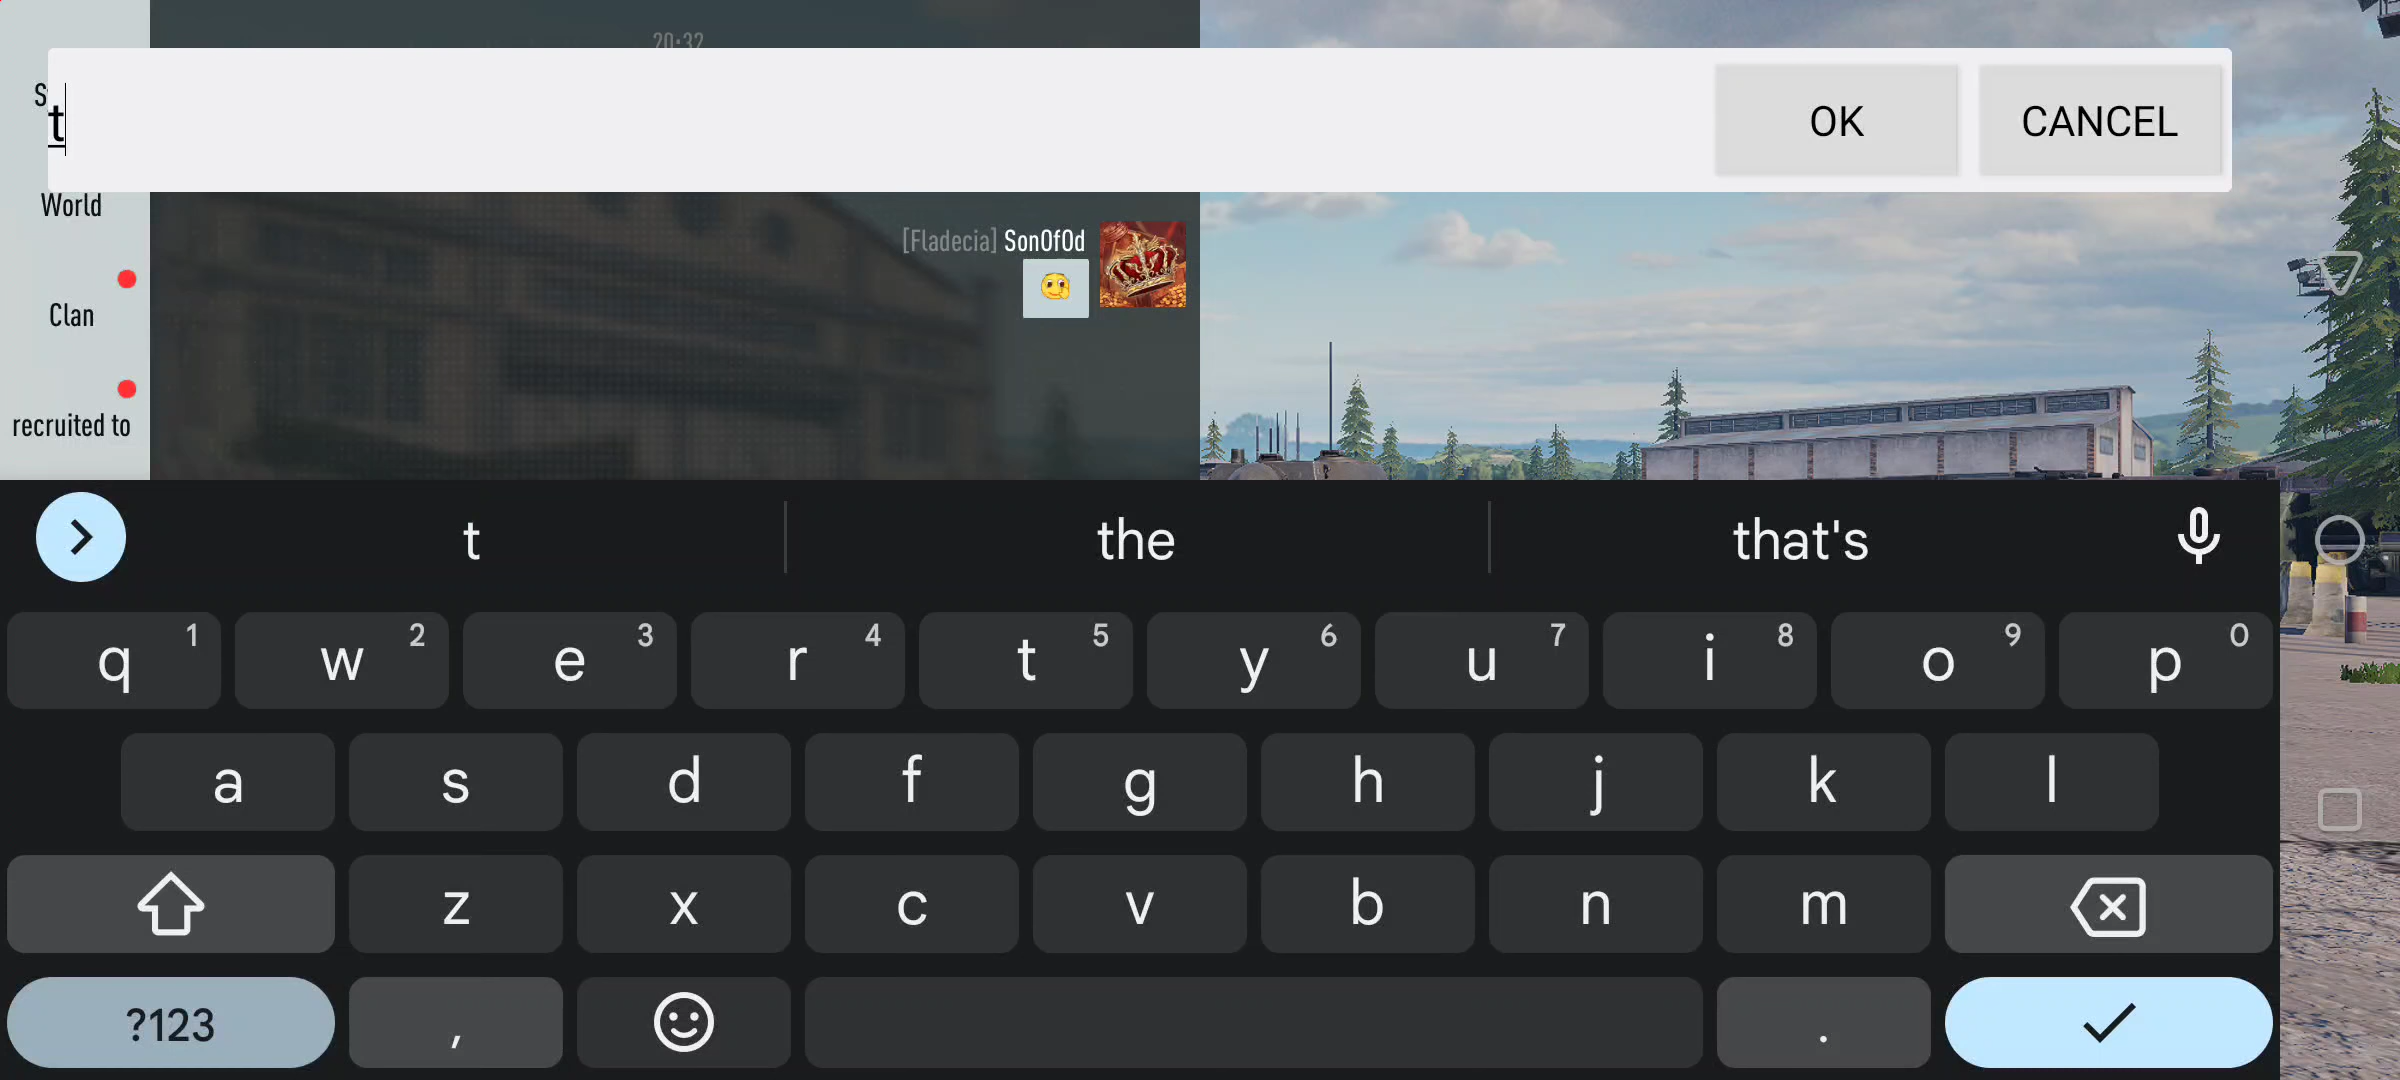 20:32
t
OK
CANCEL
World
[Fladecia] SonOfOd
Clan
recruited to
t
the
that's
q 1
w 2
e 3
r 4
t 5
y 6
u 7
i 8
o 9
p 0
a
s
d
f
g
h
j
k
l
z
x
c
v
b
n
m
?123
,
.